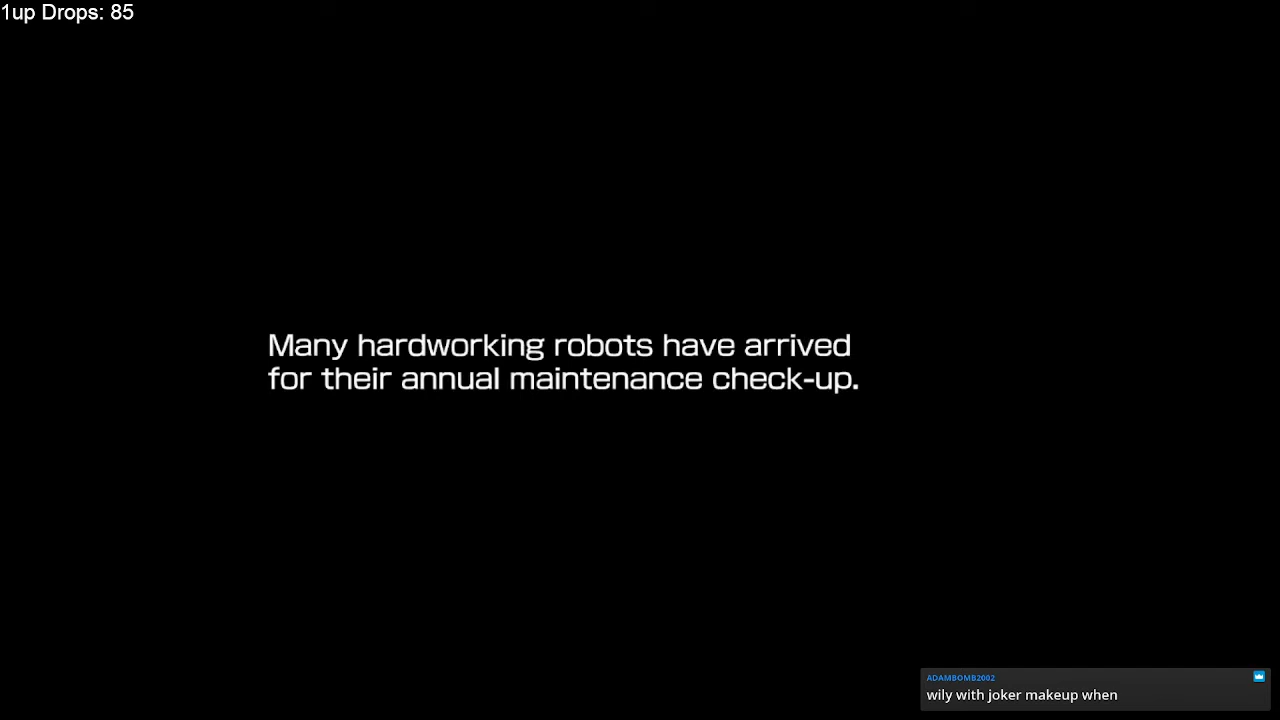 1up Drops: 85
Many hardworking robots have arrived
for their annual maintenance check-up.
ADAMBOMB2002
wily with joker makeup when